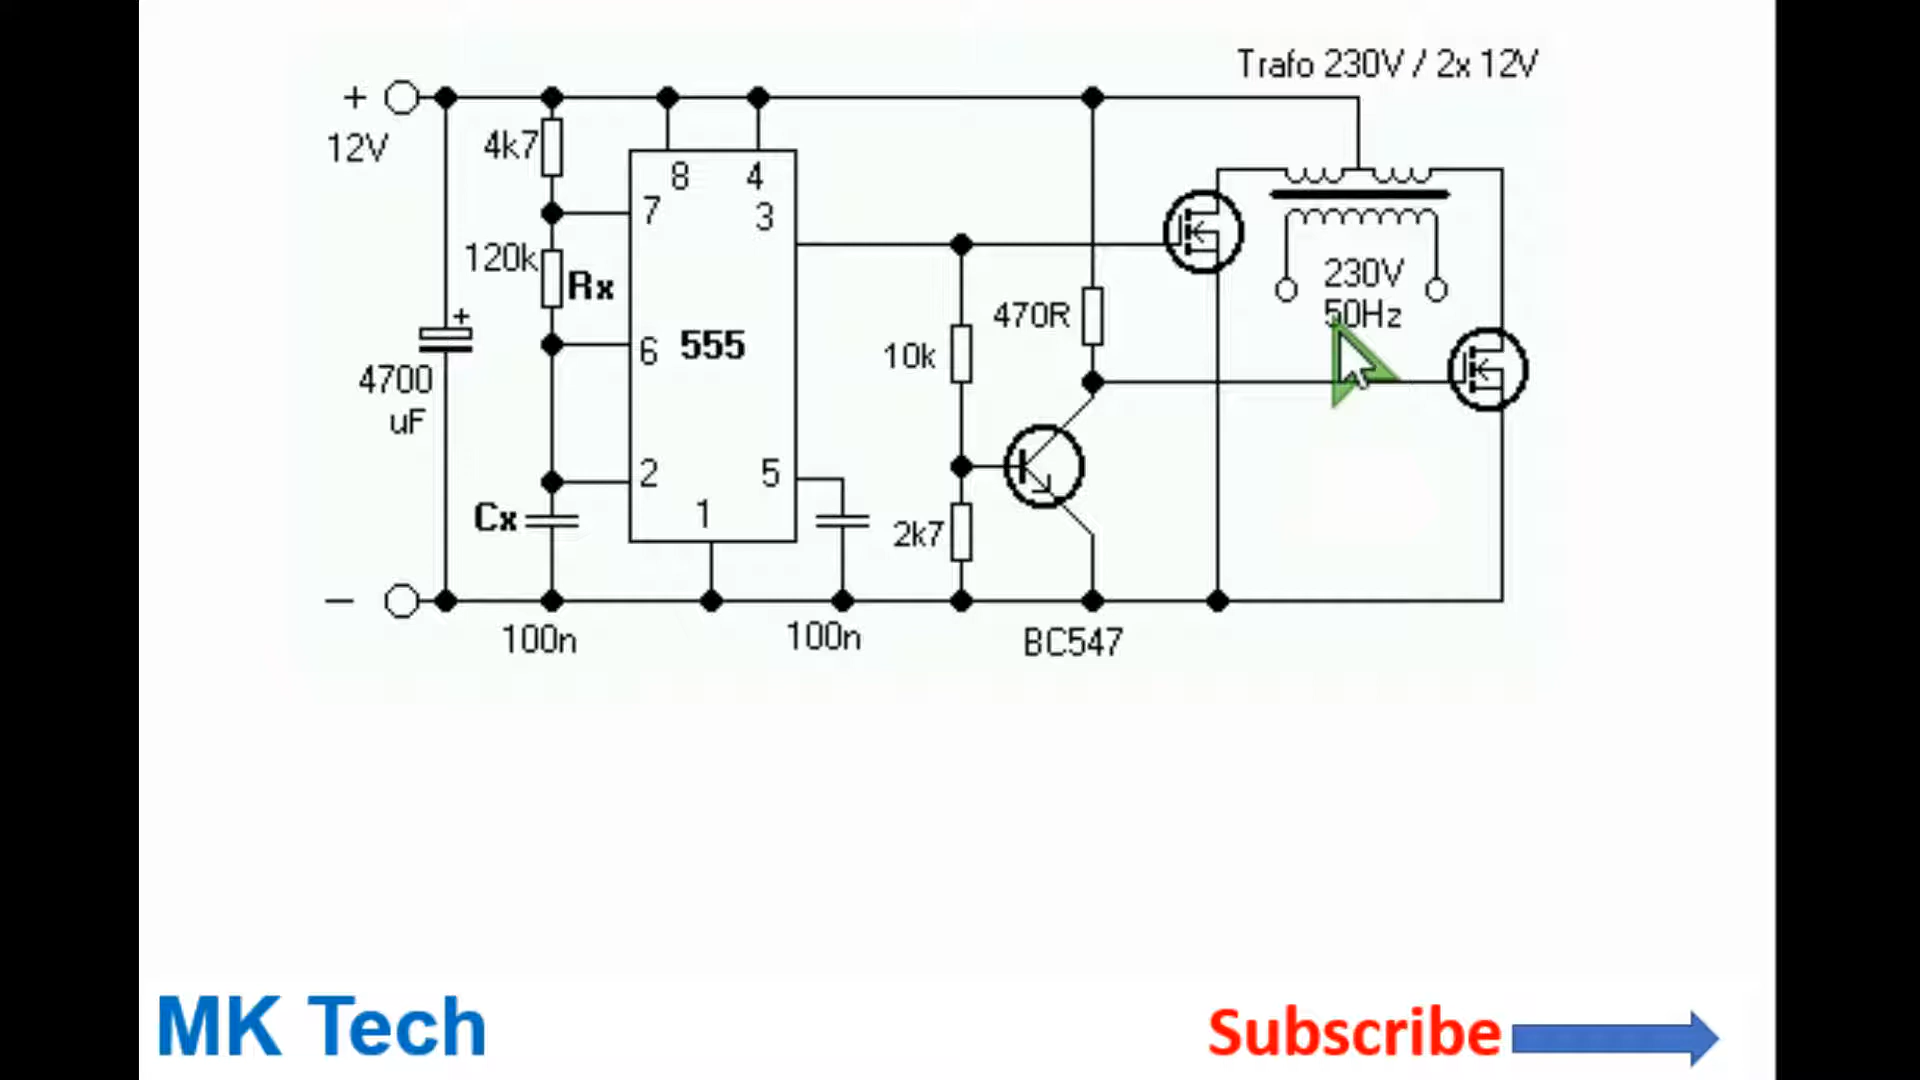 Trafo 230V / 2x 12V
+
12V
4k7
8
4
7
3
120k
Rx
230V
50Hz
470R
+
6
555
10k
4700
uF
2
5
Cx
1
2k7
−
100n
100n
BC547
MK Tech
Subscribe